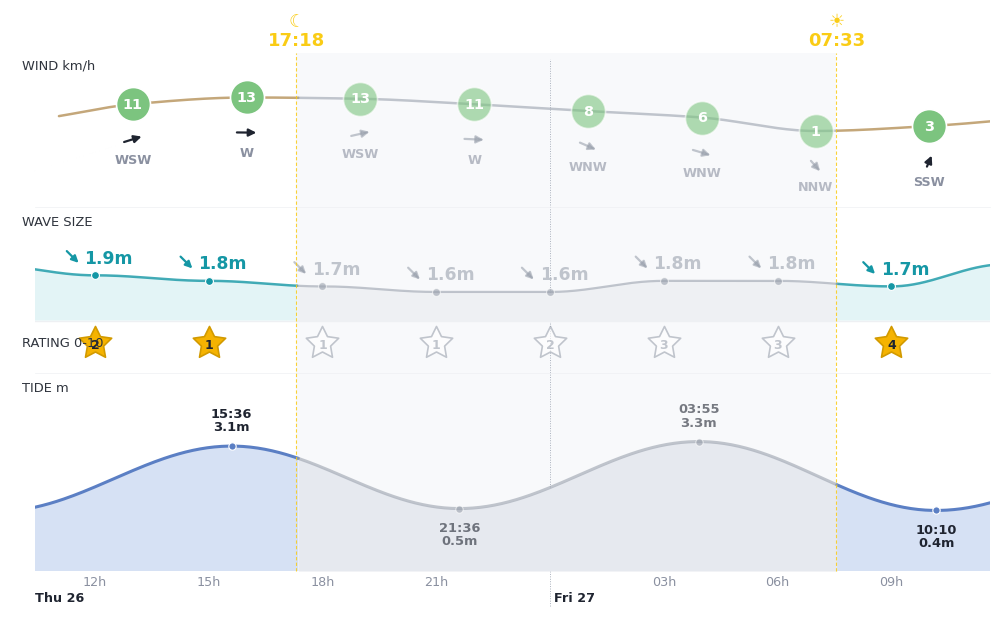 17:18 07:33
WIND km/h
11 13 13 11 8 6 1 3
WSW W WSW W WNW WNW NNW SSW
WAVE SIZE
1.9m 1.8m 1.7m 1.6m 1.6m 1.8m 1.8m 1.7m
RATING 0-10
2 1 1 1 2 3 3 4
TIDE m
15:36 03:55
3.1m 3.3m
21:36 10:10
0.5m 0.4m
12h 15h 18h 21h 03h 06h 09h
Thu 26 Fri 27